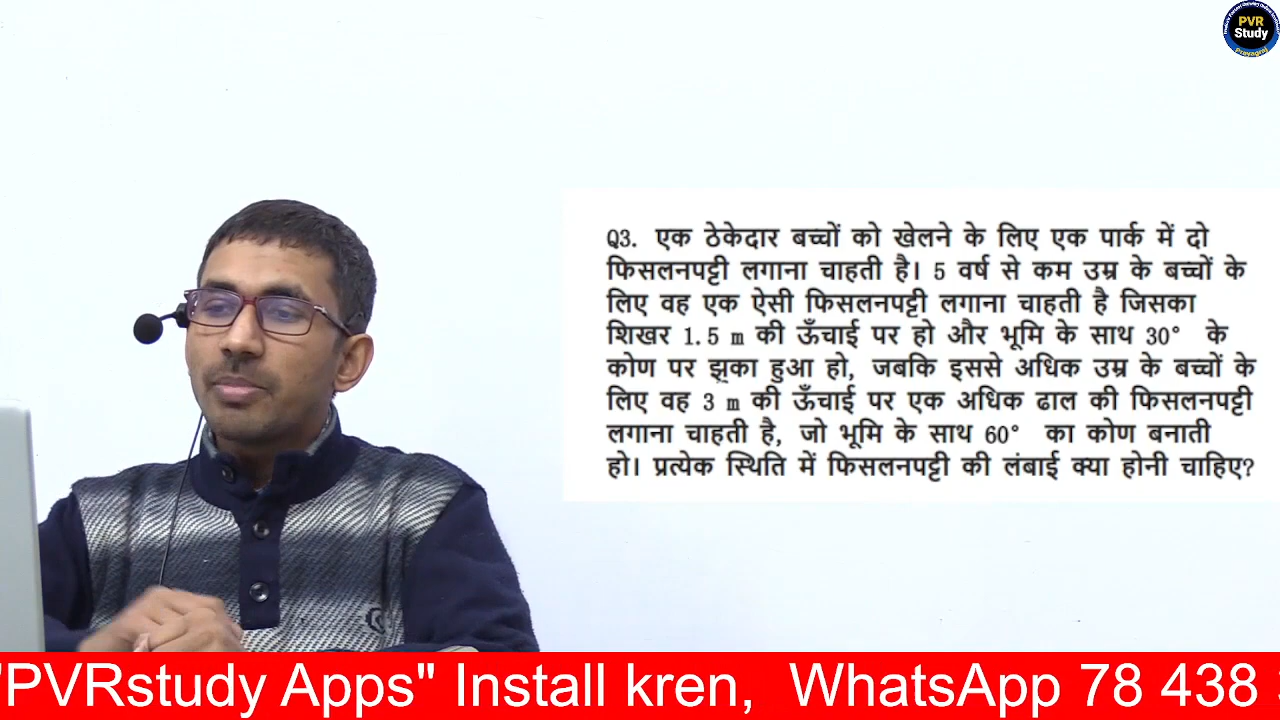 PVR
Study
Prayagraj
Q3. एक ठेकेदार बच्चों को खेलने के लिए एक पार्क में दो
फिसलनपट्टी लगाना चाहती है। 5 वर्ष से कम उम्र के बच्चों के
लिए वह एक ऐसी फिसलनपट्टी लगाना चाहती है जिसका
शिखर 1.5 m की ऊँचाई पर हो और भूमि के साथ 30° के
कोण पर झुका हुआ हो, जबकि इससे अधिक उम्र के बच्चों के
लिए वह 3 m की ऊँचाई पर एक अधिक ढाल की फिसलनपट्टी
लगाना चाहती है, जो भूमि के साथ 60° का कोण बनाती
हो। प्रत्येक स्थिति में फिसलनपट्टी की लंबाई क्या होनी चाहिए?
"PVRstudy Apps" Install kren, WhatsApp 78 438